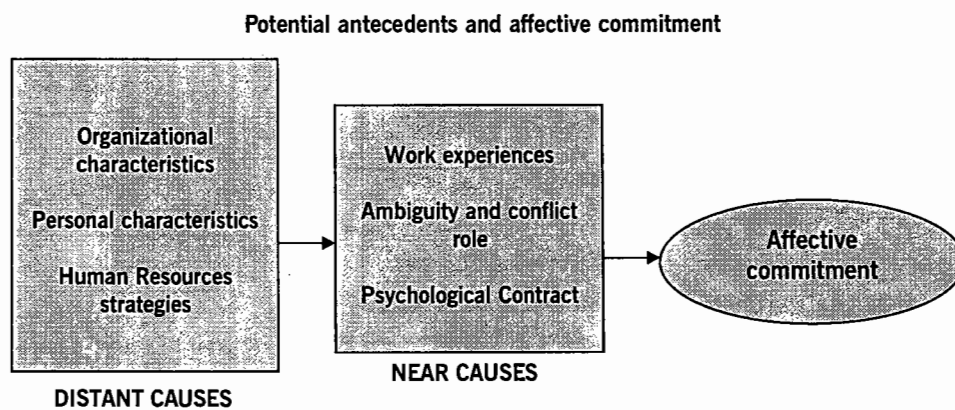 Potential antecedents and affective commitment
Organizational
characteristics
Personal characteristics
Human Resources
strategies
DISTANT CAUSES
Work experiences
Ambiguity and conflict
role
Psychological Contract
NEAR CAUSES
Affective
commitment